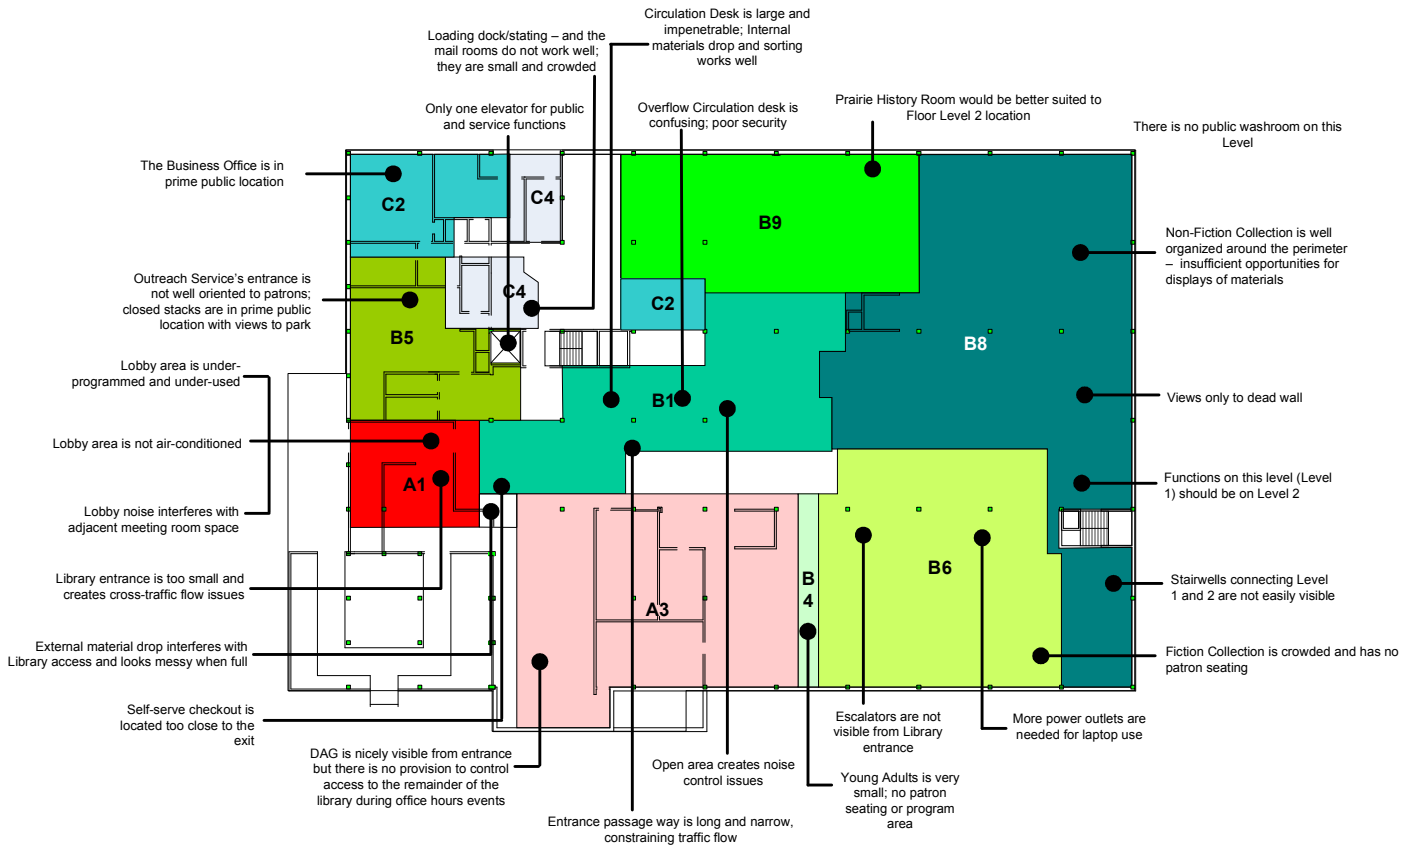 Circulation Desk is large and
impenetrable; Internal
materials drop and sorting
works well
Loading dock/stating – and the
mail rooms do not work well;
they are small and crowded
Only one elevator for public
and service functions
Overflow Circulation desk is
confusing; poor security
Prairie History Room would be better suited to
Floor Level 2 location
There is no public washroom on this
Level
The Business Office is in
prime public location
C2
C4
B9
Non-Fiction Collection is well
organized around the perimeter
– insufficient opportunities for
displays of materials
Outreach Service’s entrance is
not well oriented to patrons;
closed stacks are in prime public
location with views to park
C4
C2
B5
B8
Lobby area is under-
programmed and under-used
B1
Views only to dead wall
Lobby area is not air-conditioned
A1
Functions on this level (Level
1) should be on Level 2
Lobby noise interferes with
adjacent meeting room space
Library entrance is too small and
creates cross-traffic flow issues
B
4
B6
A3
Stairwells connecting Level
1 and 2 are not easily visible
External material drop interferes with
Library access and looks messy when full
Fiction Collection is crowded and has no
patron seating
Self-serve checkout is
located too close to the
exit
Escalators are not
visible from Library
entrance
More power outlets are
needed for laptop use
DAG is nicely visible from entrance
but there is no provision to control
access to the remainder of the
library during office hours events
Open area creates noise
control issues
Young Adults is very
small; no patron
seating or program
area
Entrance passage way is long and narrow,
constraining traffic flow